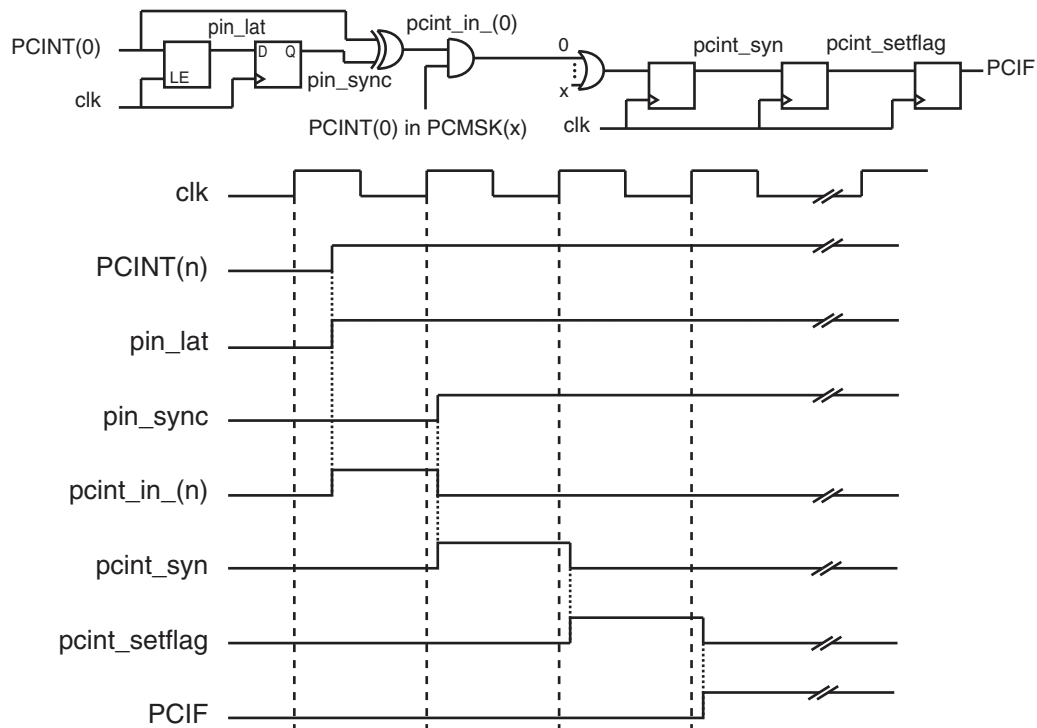 pin_lat
pcint_in_(0)
PCINT(0)
D Q
LE
pin_sync
clk
PCINT(0) in PCMSK(x)
0
x
clk
pcint_syn
pcint_setflag
PCIF
clk
PCINT(n)
pin_lat
pin_sync
pcint_in_(n)
pcint_syn
pcint_setflag
PCIF